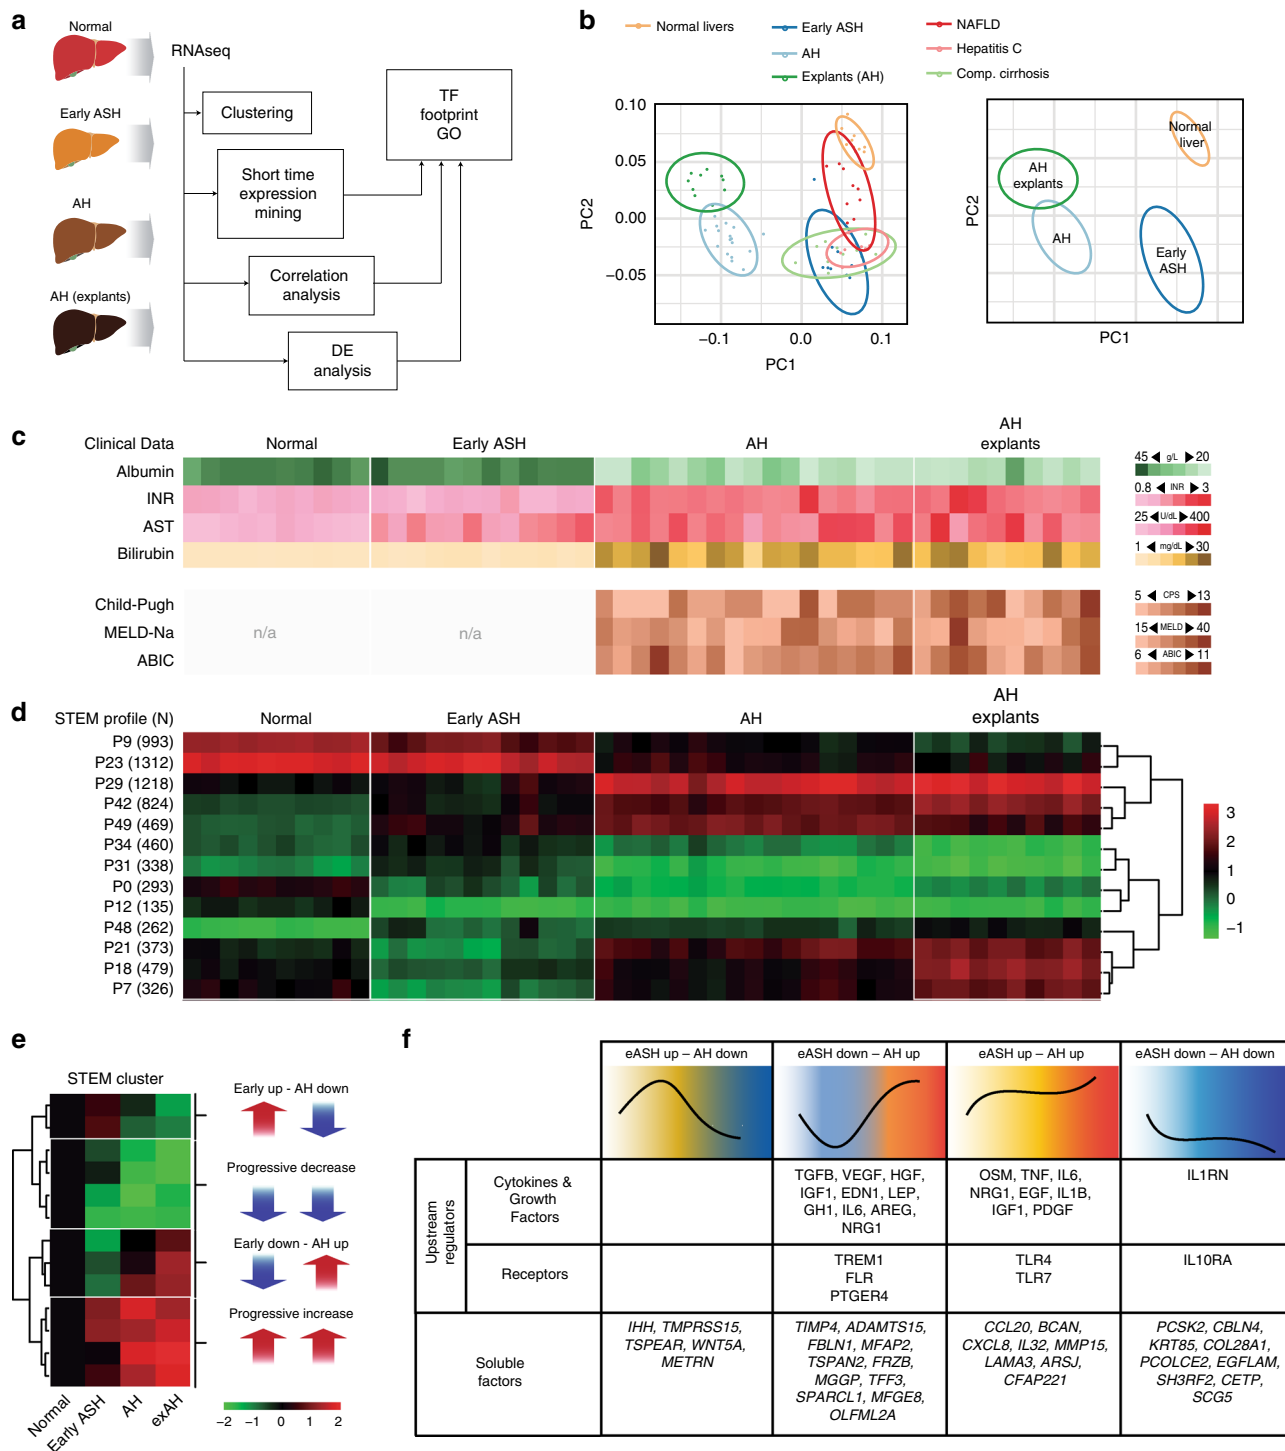 a
Normal
RNAseq
Early ASH
AH
AH (explants)
Clustering
Short time
expression
mining
Correlation
analysis
DE
analysis
TF
footprint
GO
b
Normal livers
Early ASH
AH
Explants (AH)
NAFLD
Hepatitis C
Comp. cirrhosis
0.10
0.05
0.00
−0.05
PC2
−0.1
0.0
0.1
PC1
Normal
liver
AH
explants
AH
Early
ASH
PC2
PC1
c
Clinical Data
Normal
Early ASH
AH
AH
explants
Albumin
INR
AST
Bilirubin
Child-Pugh
MELD-Na
ABIC
n/a
n/a
45 ◀ g/L ▶ 20
0.8 ◀ INR ▶ 3
25 ◀ U/dL ▶ 400
1 ◀ mg/dL ▶ 30
5 ◀ CPS ▶ 13
15 ◀ MELD ▶ 40
6 ◀ ABIC ▶ 11
d
STEM profile (N)
Normal
Early ASH
AH
AH
explants
P9 (993)
P23 (1312)
P29 (1218)
P42 (824)
P49 (469)
P34 (460)
P31 (338)
P0 (293)
P12 (135)
P48 (262)
P21 (373)
P18 (479)
P7 (326)
3
2
1
0
−1
e
STEM cluster
Early up - AH down
Progressive decrease
Early down - AH up
Progressive increase
Normal
Early ASH
AH
exAH
−2 −1 0 1 2
f
eASH up – AH down
eASH down – AH up
eASH up – AH up
eASH down – AH down
Upstream
regulators
Cytokines &
Growth
Factors
TGFB, VEGF, HGF,
IGF1, EDN1, LEP,
GH1, IL6, AREG,
NRG1
OSM, TNF, IL6,
NRG1, EGF, IL1B,
IGF1, PDGF
IL1RN
Receptors
TREM1
FLR
PTGER4
TLR4
TLR7
IL10RA
Soluble
factors
IHH, TMPRSS15,
TSPEAR, WNT5A,
METRN
TIMP4, ADAMTS15,
FBLN1, MFAP2,
TSPAN2, FRZB,
MGGP, TFF3,
SPARCL1, MFGE8,
OLFML2A
CCL20, BCAN,
CXCL8, IL32, MMP15,
LAMA3, ARSJ,
CFAP221
PCSK2, CBLN4,
KRT85, COL28A1,
PCOLCE2, EGFLAM,
SH3RF2, CETP,
SCG5